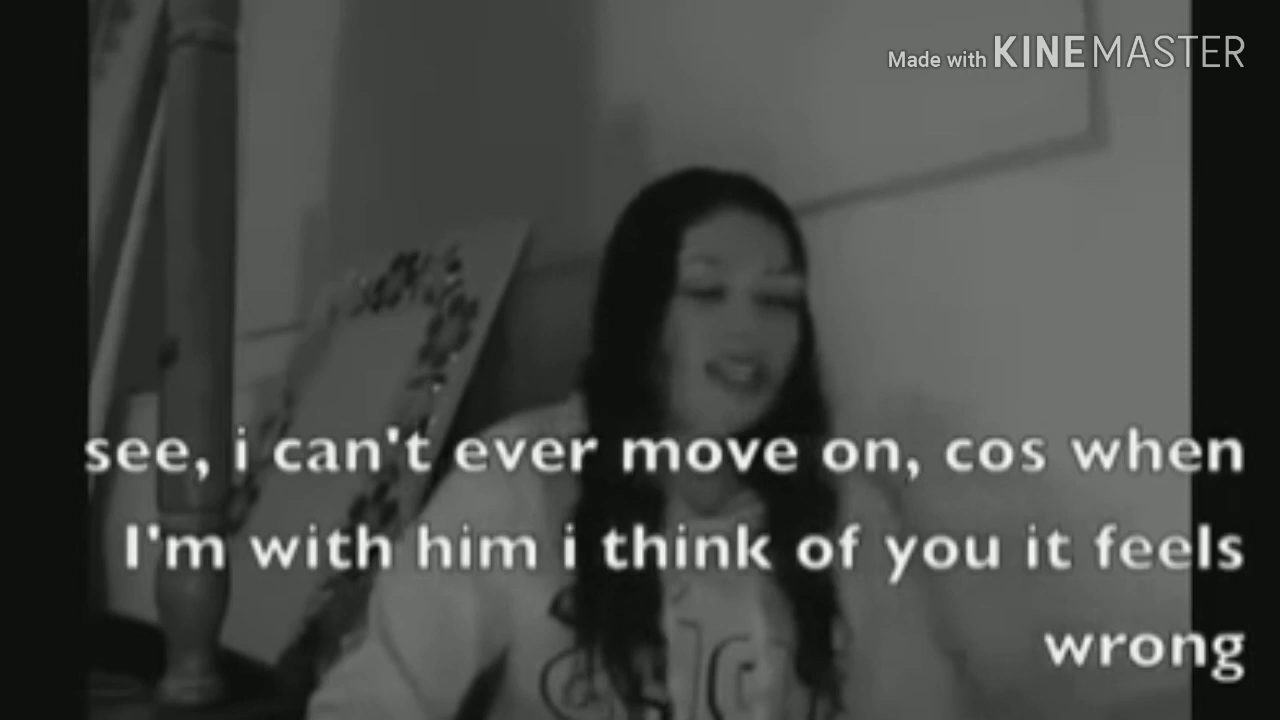 Made with KINEMASTER
see, i can't ever move on, cos when
I'm with him i think of you it feels
wrong